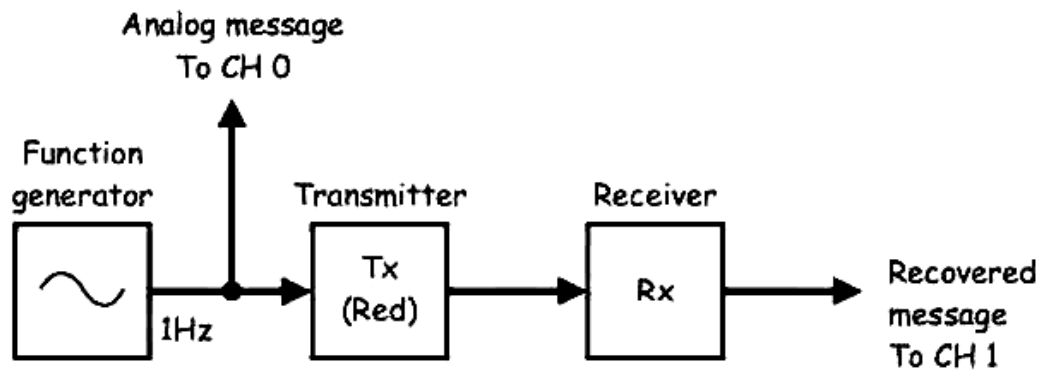 Analog message
To CH 0
Function
generator
Transmitter
Receiver
Tx
(Red)
Rx
1Hz
Recovered
message
To CH 1